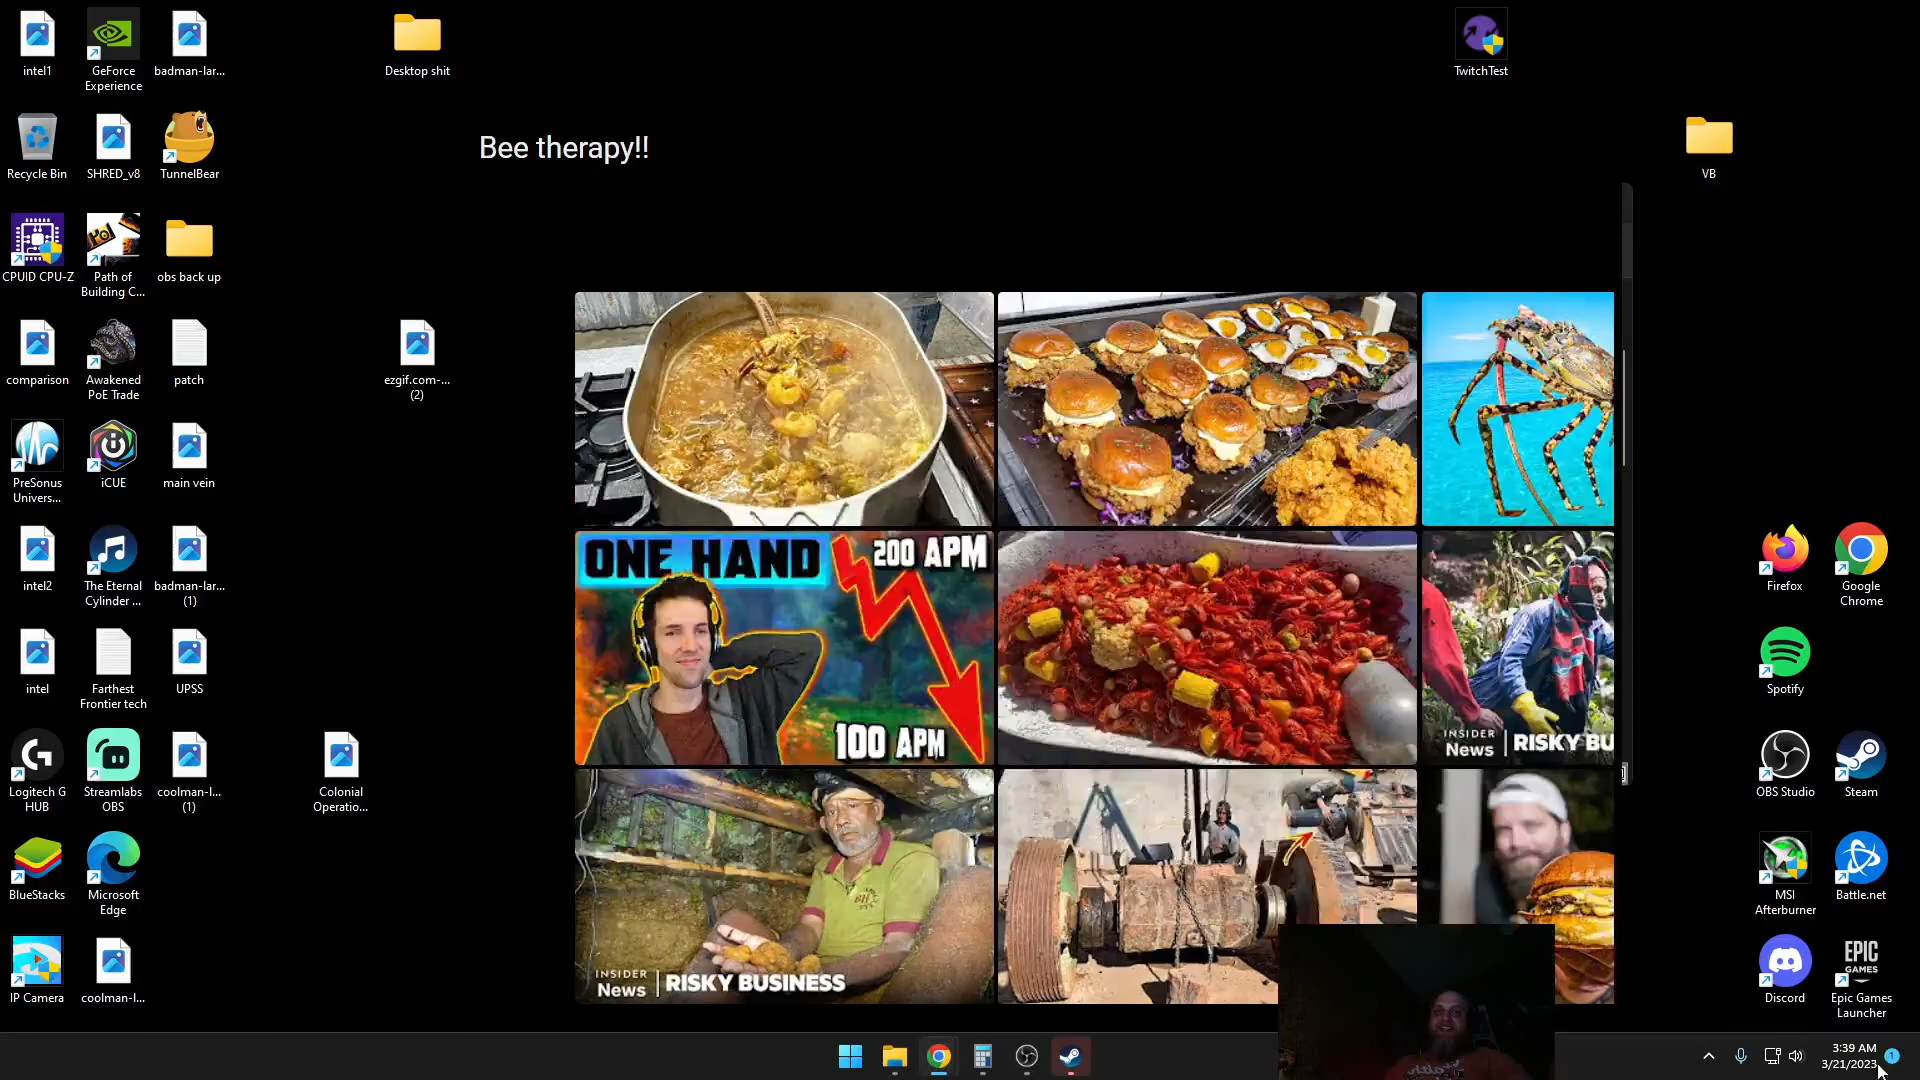 intel1
GeForce
Experience
badman-lar...
Desktop shit
TwitchTest
Bee therapy!!
Recycle Bin
SHRED_v8
TunnelBear
VB
CPUID CPU-Z
Path of
Building C...
obs back up
comparison
Awakened
PoE Trade
patch
ezgif.com-...
(2)
PreSonus
Univers...
iCUE
main vein
intel2
The Eternal
Cylinder ...
badman-lar...
(1)
ONE HAND
200 APM
100 APM
INSIDER
News
RISKY BU
Firefox
Google
Chrome
intel
Farthest
Frontier tech
UPSS
Spotify
Logitech G
HUB
Streamlabs
OBS
coolman-l...
(1)
Colonial
Operatio...
OBS Studio
Steam
BlueStacks
Microsoft
Edge
MSI
Afterburner
Battle.net
INSIDER
News
RISKY BUSINESS
IP Camera
coolman-l...
Discord
EPIC
GAMES
Epic Games
Launcher
3:39 AM
3/21/2023
1